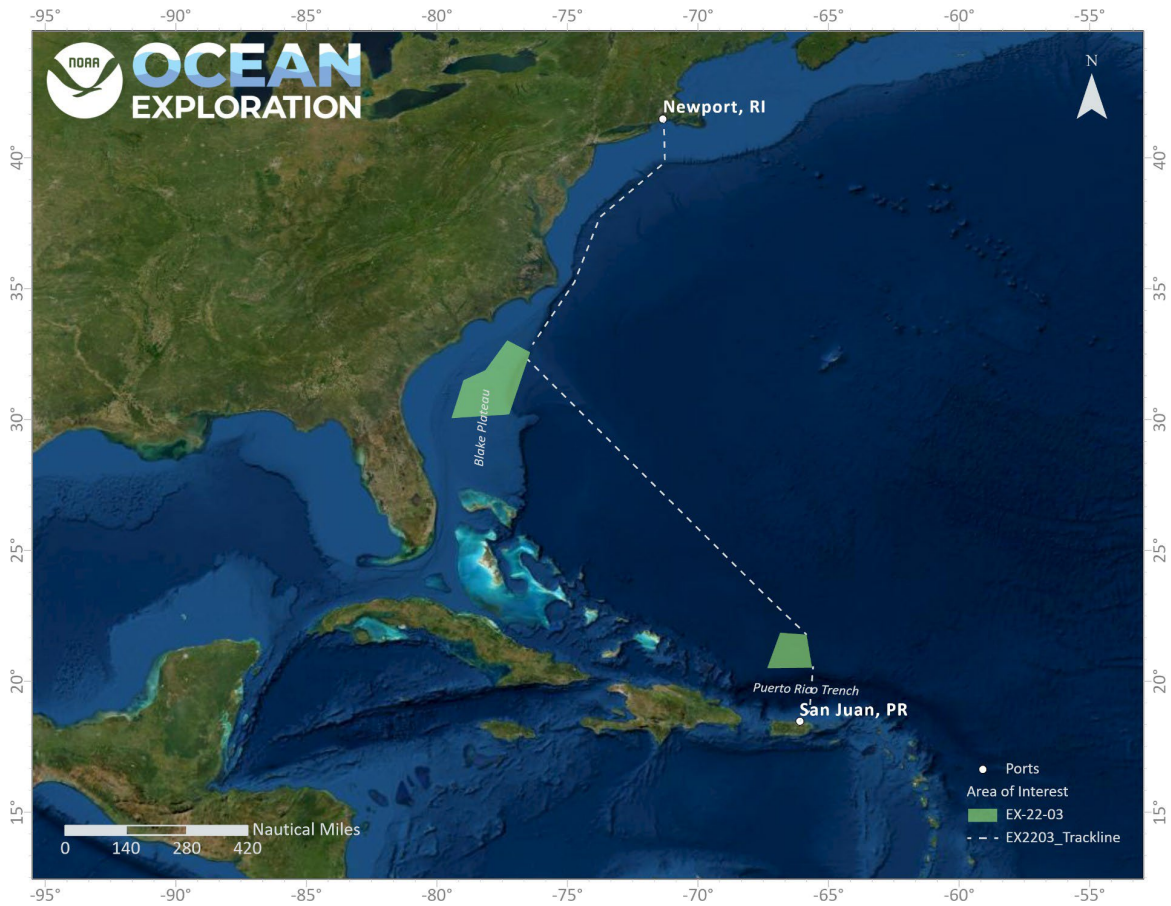 -95° -90° -85° -80° -75° -70° -65° -60° -55°
NOAA
OCEAN
EXPLORATION
N
Newport, RI
40° 40°
35° 35°
30° 30°
Blake Plateau
25° 25°
20° 20°
Puerto Rico Trench
San Juan, PR
15° 15°
Ports
Area of Interest
EX-22-03
EX2203_Trackline
Nautical Miles
0 140 280 420
-95° -90° -85° -80° -75° -70° -65° -60° -55°